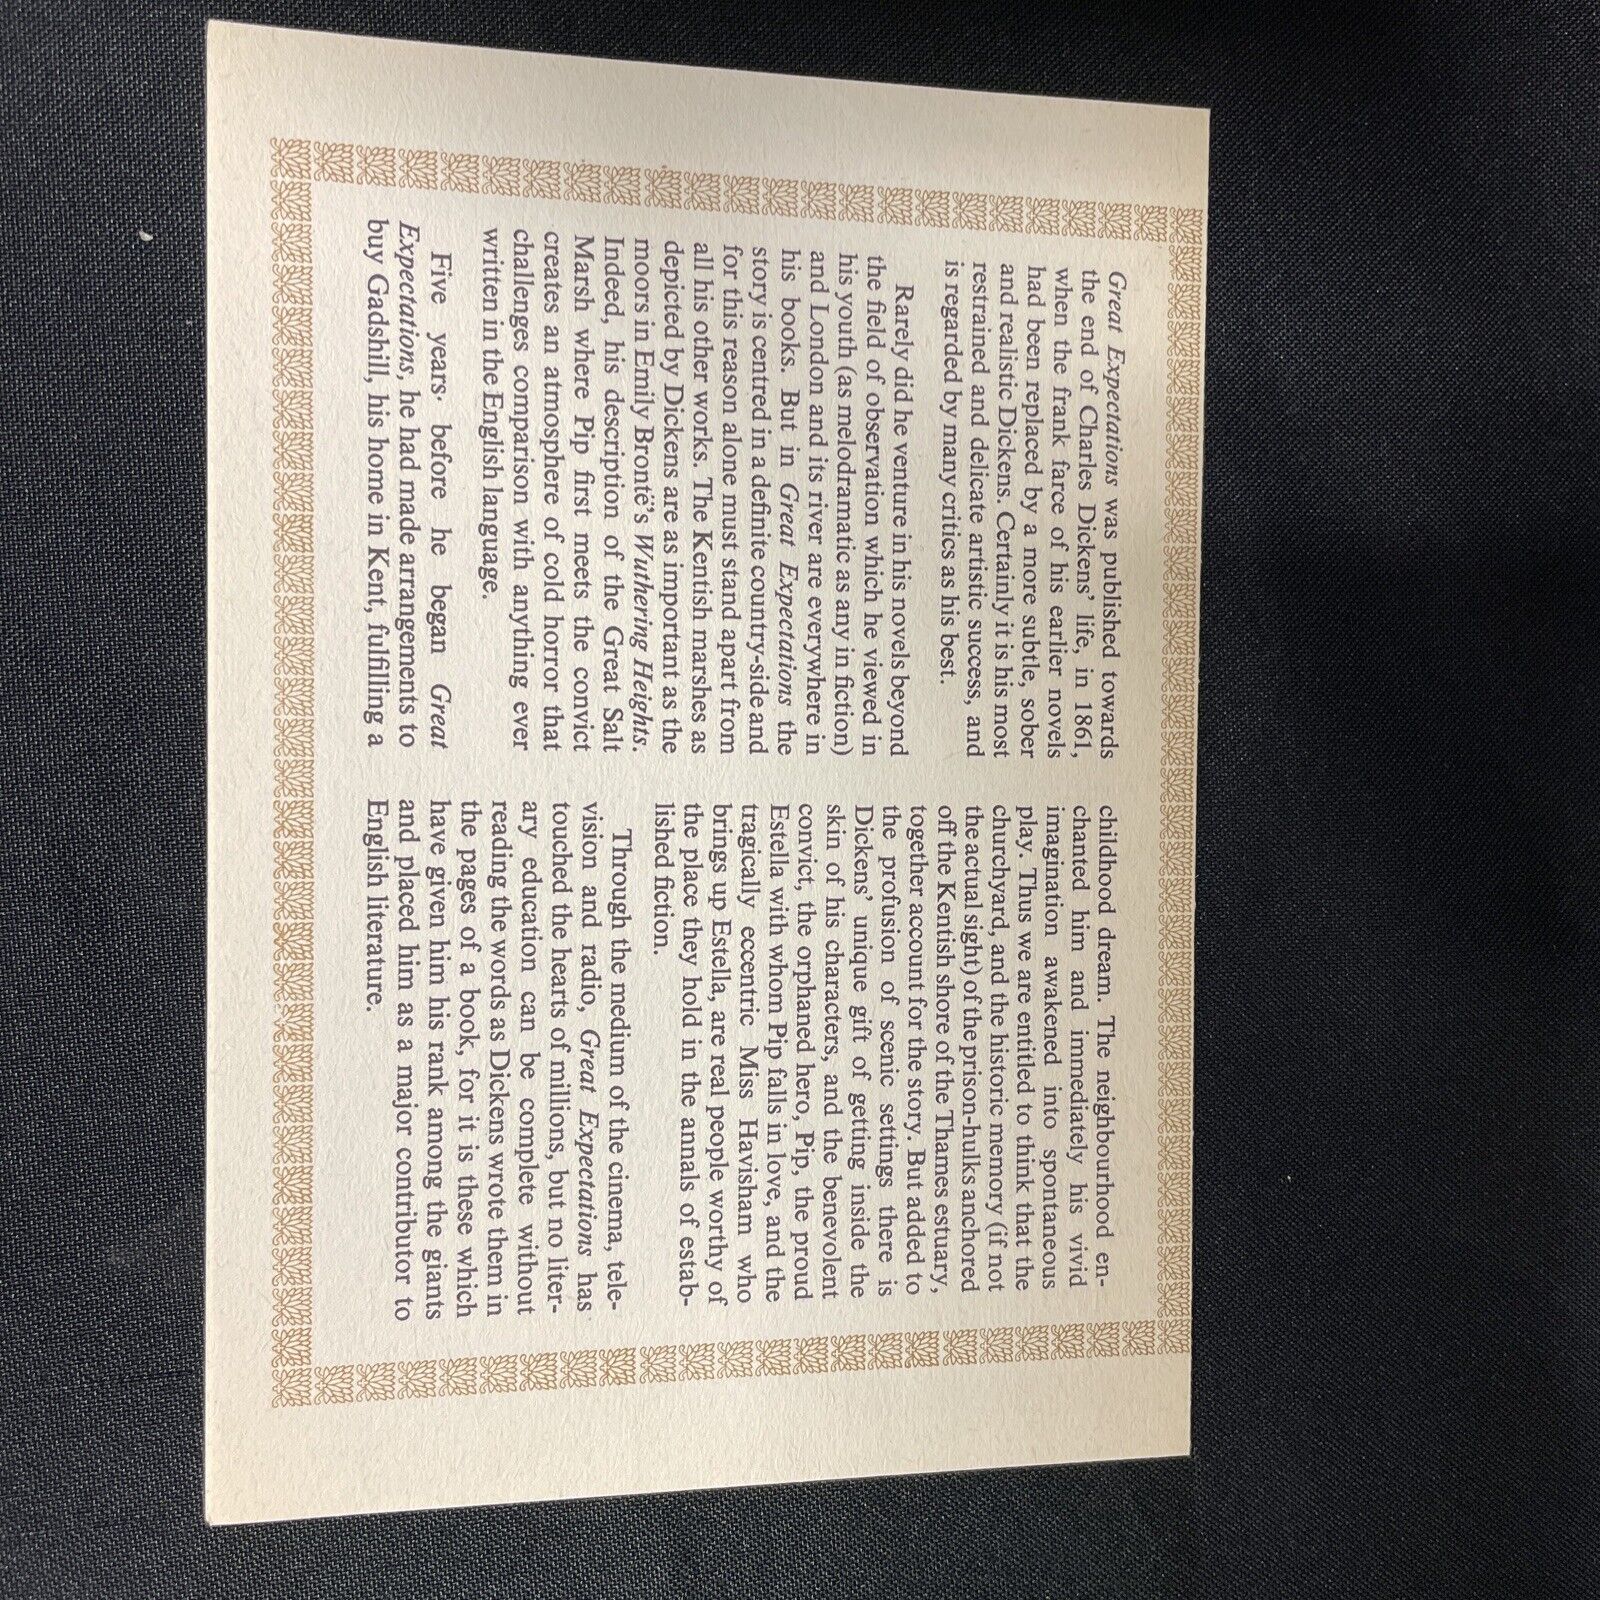 Great Expectations was published towards
the end of Charles Dickens' life, in 1861,
when the frank farce of his earlier novels
had been replaced by a more subtle, sober
and realistic Dickens. Certainly it is his most
restrained and delicate artistic success, and
is regarded by many critics as his best.
Rarely did he venture in his novels beyond
the field of observation which he viewed in
his youth (as melodramatic as any in fiction)
and London and its river are everywhere in
his books. But in Great Expectations the
story is centred in a definite country-side and
for this reason alone must stand apart from
all his other works. The Kentish marshes as
depicted by Dickens are as important as the
moors in Emily Brontë's Wuthering Heights.
Indeed, his description of the Great Salt
Marsh where Pip first meets the convict
creates an atmosphere of cold horror that
challenges comparison with anything ever
written in the English language.
Five years before he began Great
Expectations, he had made arrangements to
buy Gadshill, his home in Kent, fulfilling a
childhood dream. The neighbourhood en-
chanted him and immediately his vivid
imagination awakened into spontaneous
play. Thus we are entitled to think that the
churchyard, and the historic memory (if not
the actual sight) of the prison-hulks anchored
off the Kentish shore of the Thames estuary,
together account for the story. But added to
the profusion of scenic settings there is
Dickens' unique gift of getting inside the
skin of his characters, and the benevolent
convict, the orphaned hero, Pip, the proud
Estella with whom Pip falls in love, and the
tragically eccentric Miss Havisham who
brings up Estella, are real people worthy of
the place they hold in the annals of estab-
lished fiction.
Through the medium of the cinema, tele-
vision and radio, Great Expectations has
touched the hearts of millions, but no liter-
ary education can be complete without
reading the words as Dickens wrote them in
the pages of a book, for it is these which
have given him his rank among the giants
and placed him as a major contributor to
English literature.